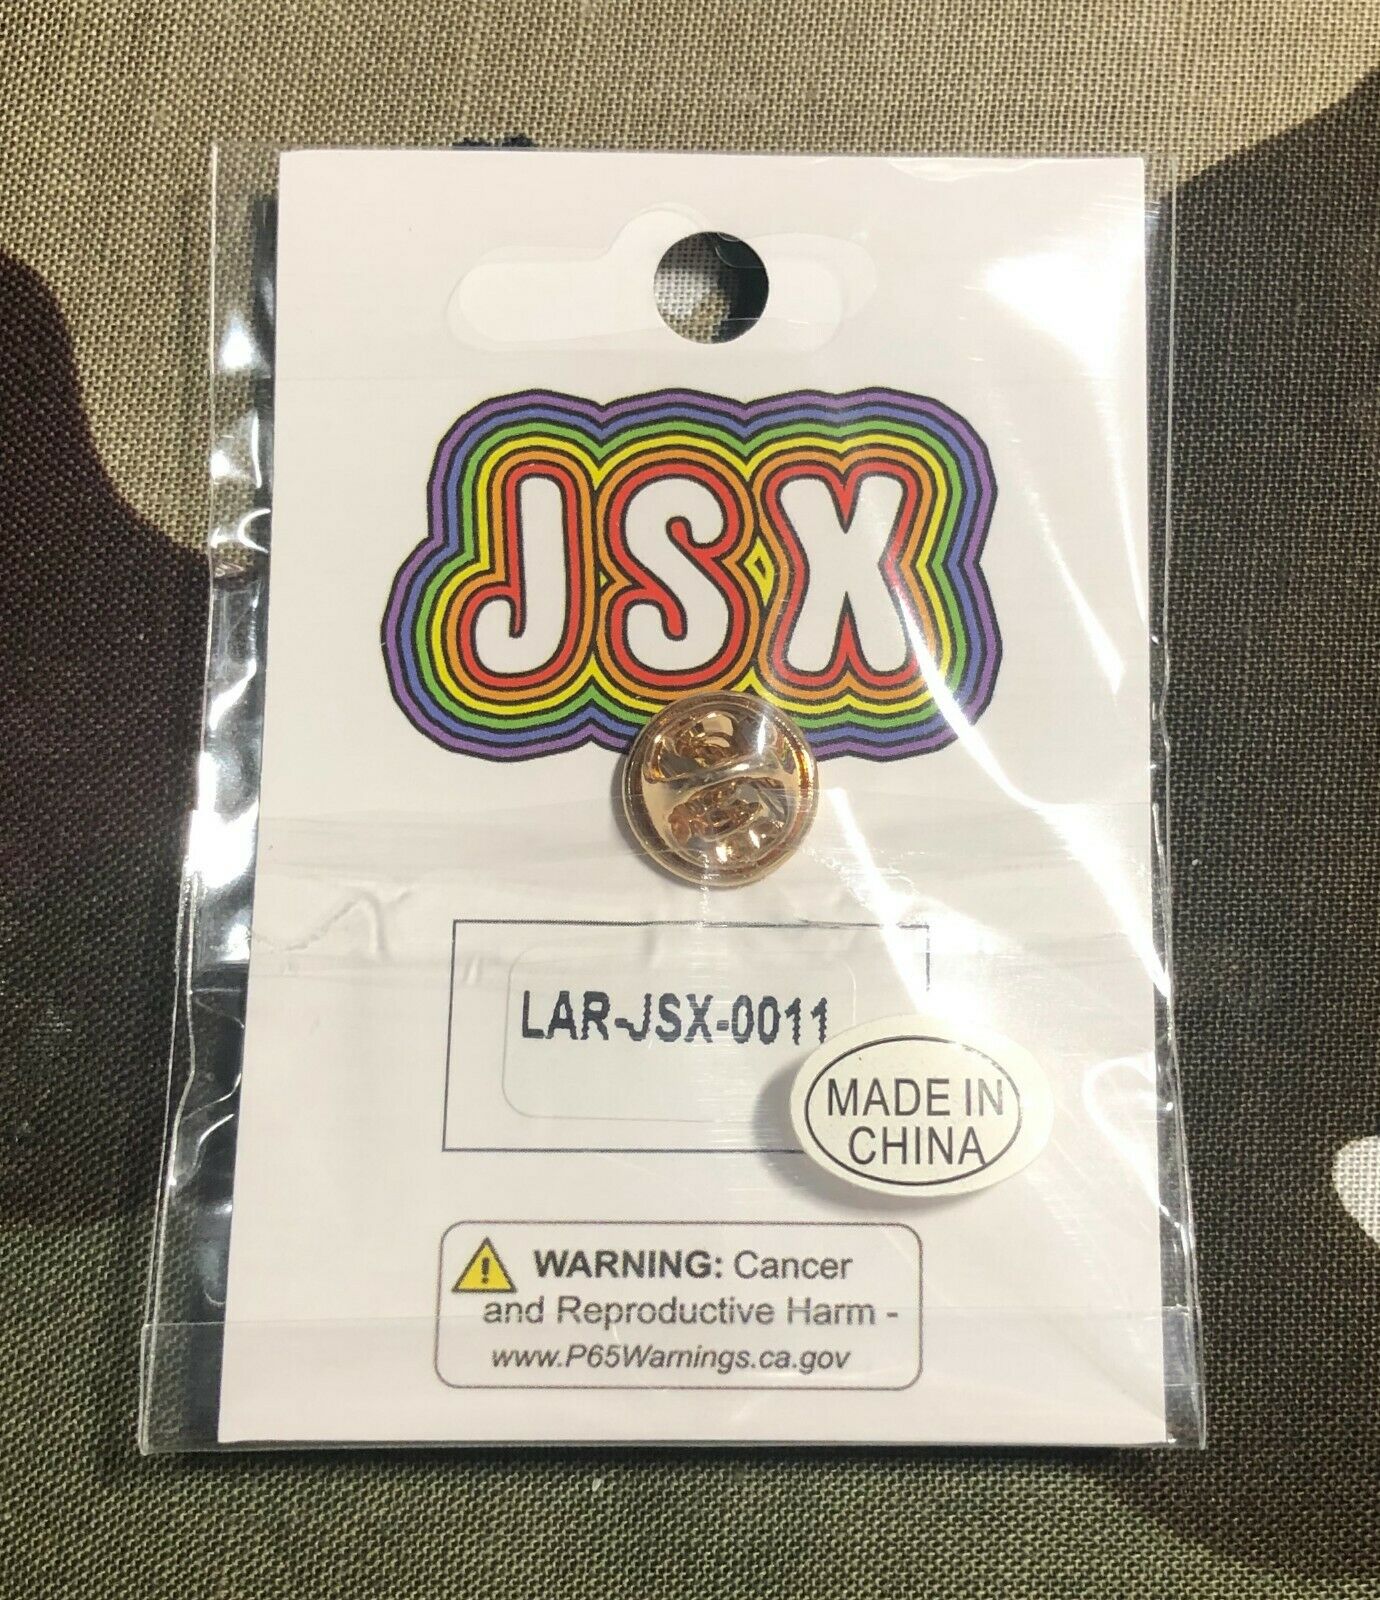 JSX
LAR-JSX-0011
MADE IN
CHINA
WARNING: Cancer
and Reproductive Harm -
www.P65Warnings.ca.gov